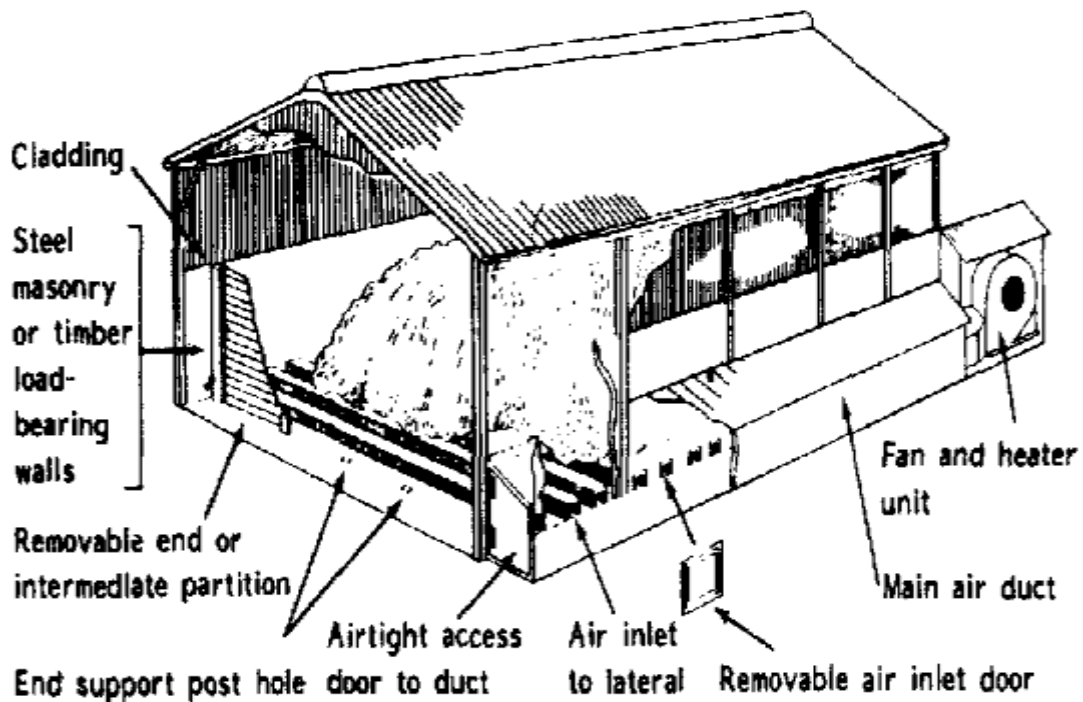 Cladding
Steel
masonry
or timber
load-
bearing
walls
Removable end or
intermediate partition
End support post hole
Airtight access
door to duct
Air inlet
to lateral
Removable air inlet door
Main air duct
Fan and heater
unit